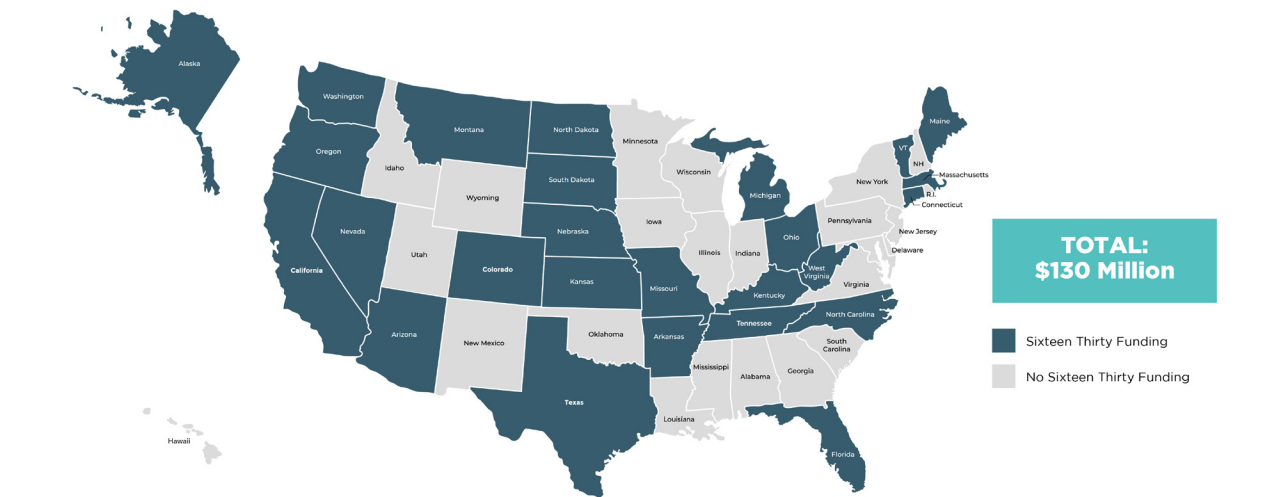 Alaska
Washington
Montana
North Dakota
Minnesota
Maine
Oregon
Idaho
South Dakota
Wisconsin
VT
NH
Massachusetts
Wyoming
Michigan
New York
R.I.
Connecticut
Nevada
Nebraska
Iowa
Pennsylvania
New Jersey
Utah
Illinois
Indiana
Ohio
Delaware
California
Colorado
Kansas
Missouri
West
Virginia
Virginia
Kentucky
Arizona
New Mexico
Oklahoma
Arkansas
Tennessee
North Carolina
South
Carolina
Mississippi
Alabama
Georgia
Texas
Louisiana
Hawaii
Florida
TOTAL:
$130 Million
Sixteen Thirty Funding
No Sixteen Thirty Funding